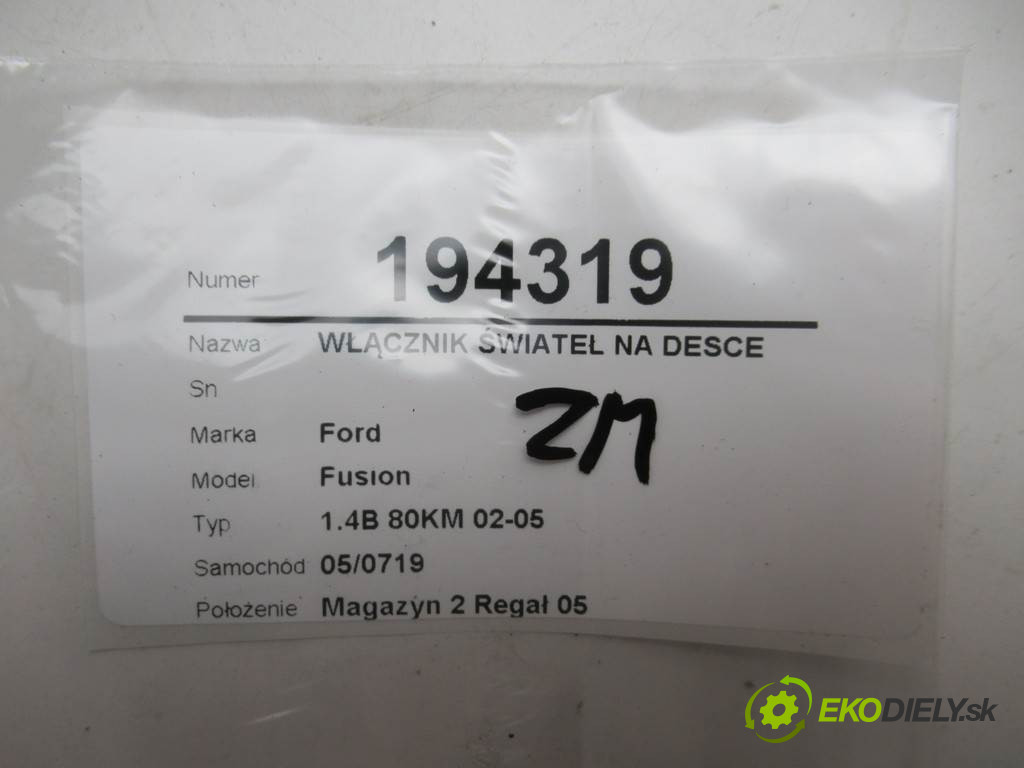 Numer 194319
Nazwa WŁĄCZNIK ŚWIATEŁ NA DESCE
Sn
ZM
Marka Ford
Model Fusion
Typ 1.4B 80KM 02-05
Samochód 05/0719
Położenie Magazyn 2 Regał 05
EKODIELY.sk